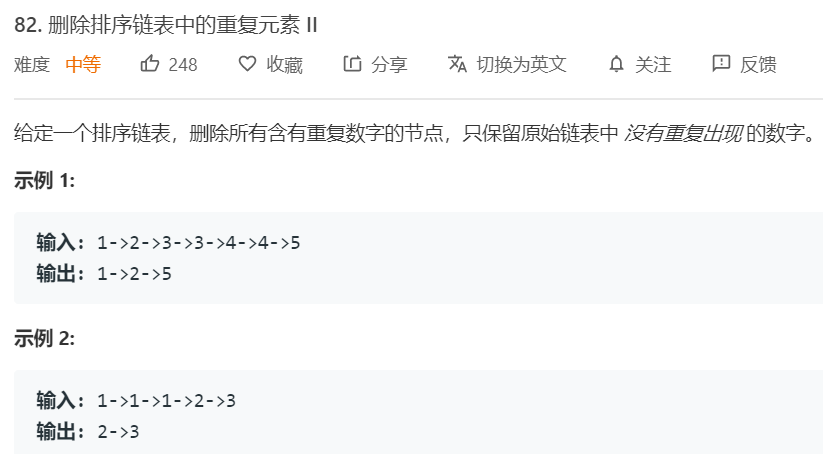 82. 删除排序链表中的重复元素 II
难度 中等 248 收藏 分享 切换为英文 关注 反馈
给定一个排序链表，删除所有含有重复数字的节点，只保留原始链表中 没有重复出现 的数字。
示例 1:
输入: 1->2->3->3->4->4->5
输出: 1->2->5
示例 2:
输入: 1->1->1->2->3
输出: 2->3